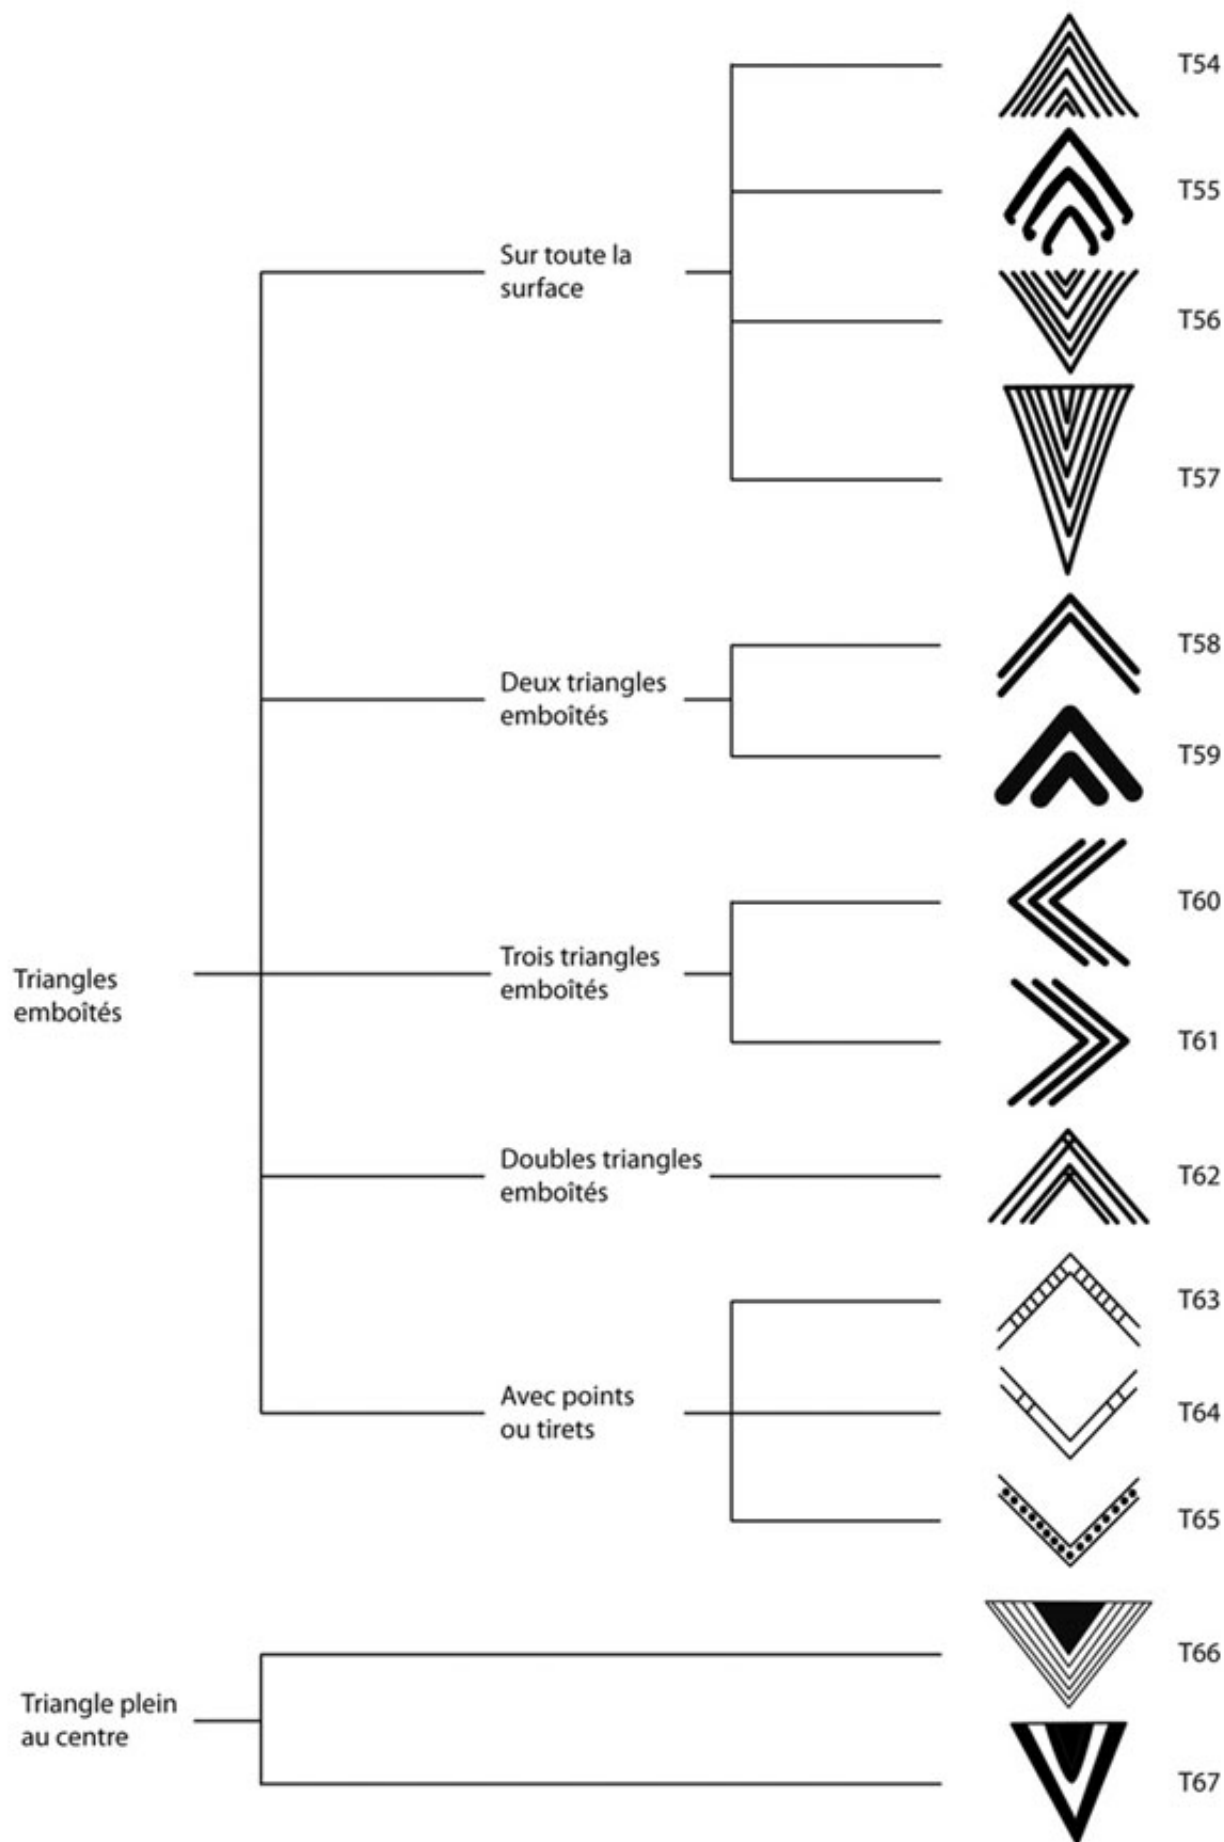 T54
T55
Sur toute la
surface
T56
T57
T58
Deux triangles
emboîtés
T59
T60
Trois triangles
emboîtés
Triangles
emboîtés
T61
Doubles triangles
emboîtés
T62
T63
Avec points
ou tirets
T64
T65
T66
Triangle plein
au centre
T67